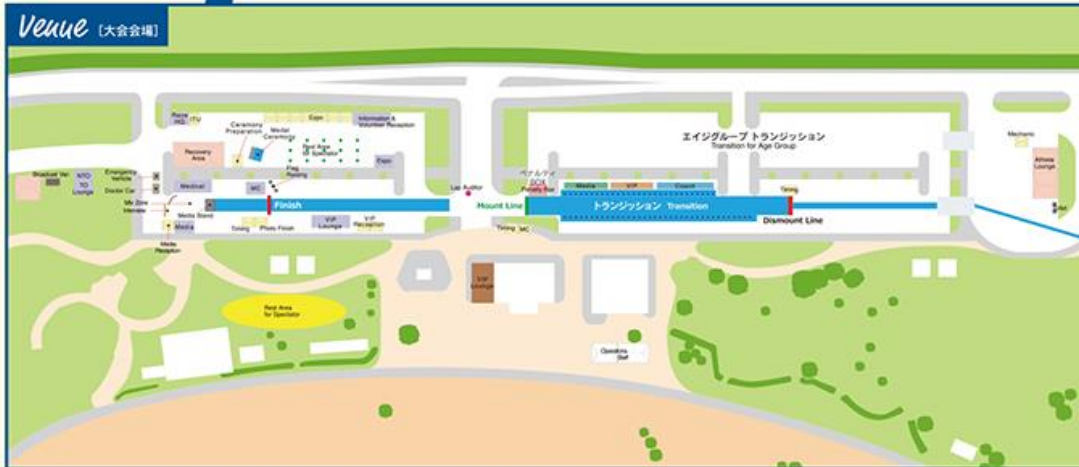 Venue [大会会場]
Race HQ
ITU
Ceremony Preparation
Medal Ceremony
Expo
Information & Volunteer Reception
Rest Area for Spectator
Expo
Recovery Area
Flag Raising
Broadcast Van
NTO
TO Lounge
Emergency Vehicle
Doctor Car
Medical
MC
Mix Zone
Interview
Media Stand
Media
Media Reception
Finish
Timing
Photo Finish
VIP Lounge
VIP Reception
Lap Auditor
Mount Line
Timing
MC
ペナルティ
BOX
Penalty Box
Media
VIP
Coach
トランジッション Transition
Timing
Dismount Line
エイジグループ トランジッション
Transition for Age Group
Mechanic
Athlete Lounge
VIP Lounge
Rest Area
for Spectator
Operations
Staff